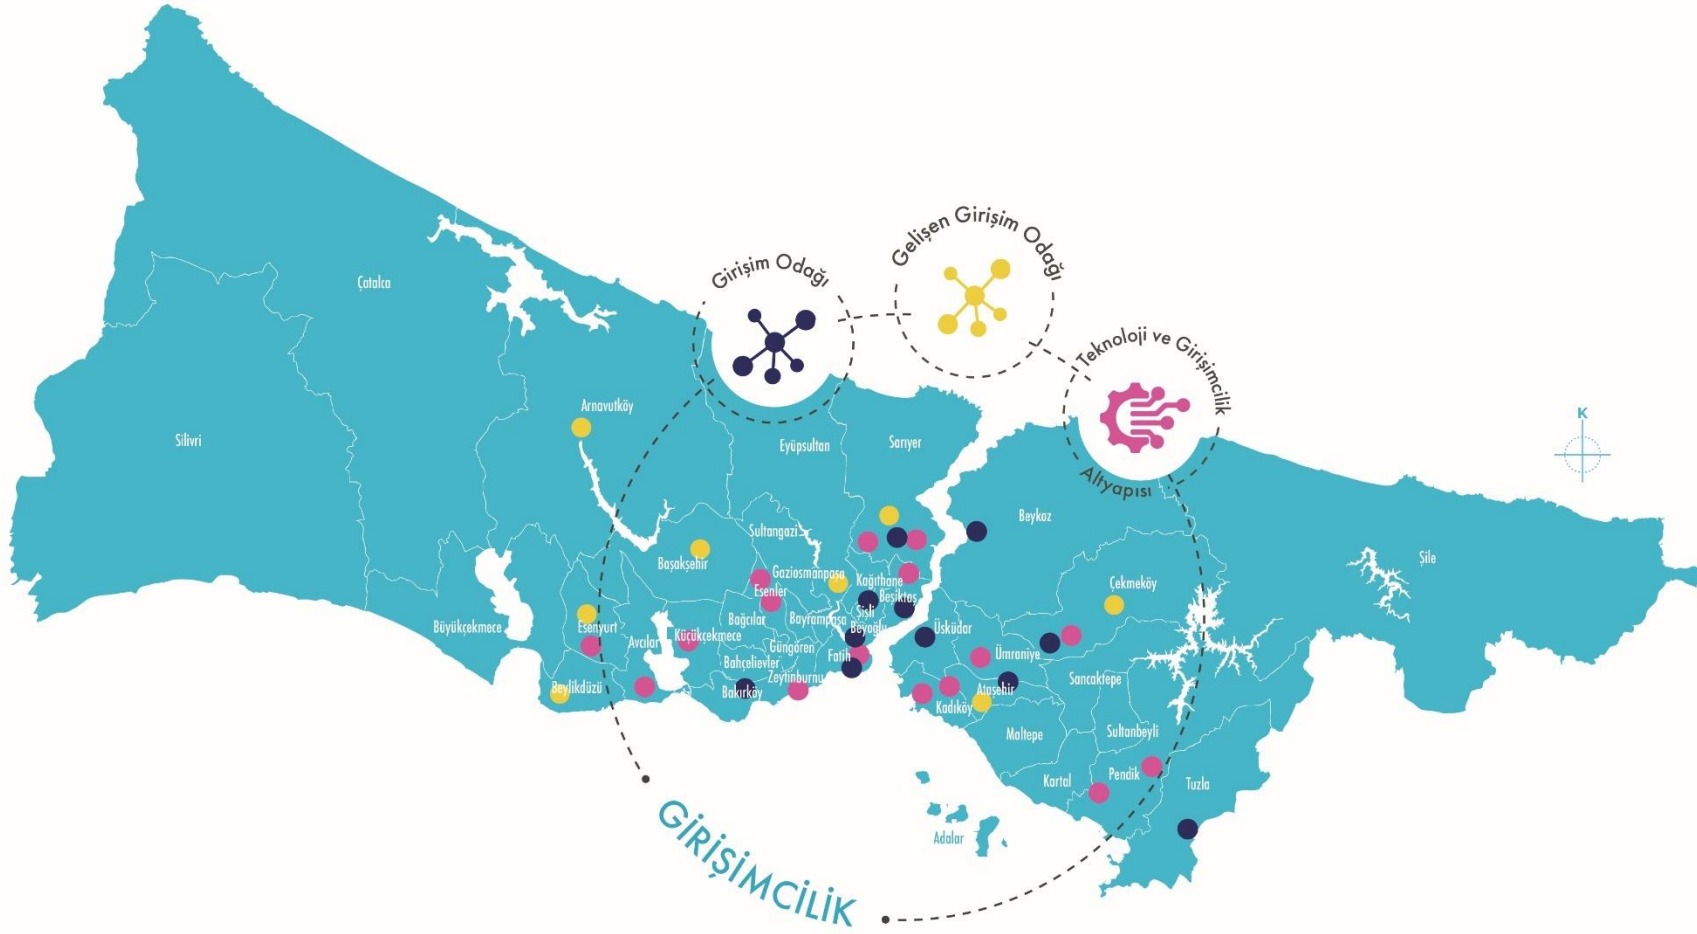 Gelişen Girişim Odağı
Girişim Odağı
Teknoloji ve Girişimcilik
Altyapısı
K
Çatalca
Silivri
Arnavutköy
Eyüpsultan
Sarıyer
Beykoz
Şile
Sultangazi
Başakşehir
Gaziosmanpaşa
Kağıthane
Çekmeköy
Esenler
Beşiktaş
Şişli
Büyükçekmece
Esenyurt
Avcılar
Küçükçekmece
Bağcılar
Bayrampaşa
Beyoğlu
Üsküdar
Güngören
Fatih
Ümraniye
Bahçelievler
Zeytinburnu
Sancaktepe
Beylikdüzü
Bakırköy
Ataşehir
Kadıköy
Maltepe
Sultanbeyli
Kartal
Pendik
Tuzla
Adalar
GİRİŞİMCİLİK